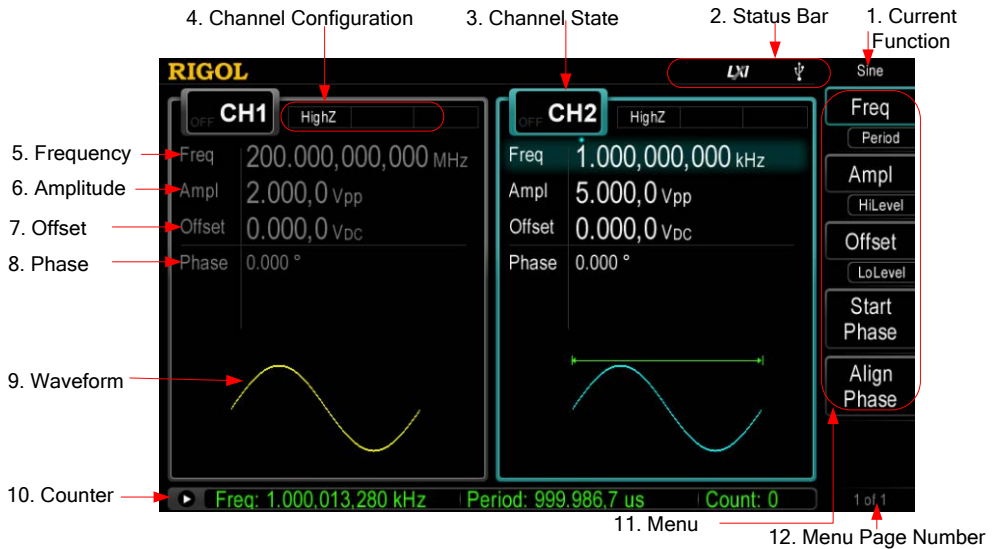 4. Channel Configuration
3. Channel State
2. Status Bar
1. Current
Function
RIGOL
LXI
Sine
OFF CH1
HighZ
OFF CH2
HighZ
5. Frequency
Freq 200.000,000,000 MHz
6. Amplitude
Ampl 2.000,0 Vpp
7. Offset
Offset 0.000,0 VDC
8. Phase
Phase 0.000 °
Freq 1.000,000,000 kHz
Ampl 5.000,0 Vpp
Offset 0.000,0 VDC
Phase 0.000 °
Freq
Period
Ampl
HiLevel
Offset
LoLevel
Start
Phase
Align
Phase
9. Waveform
10. Counter
Freq: 1.000,013,280 kHz Period: 999.986,7 us Count: 0
1 of 1
11. Menu
12. Menu Page Number